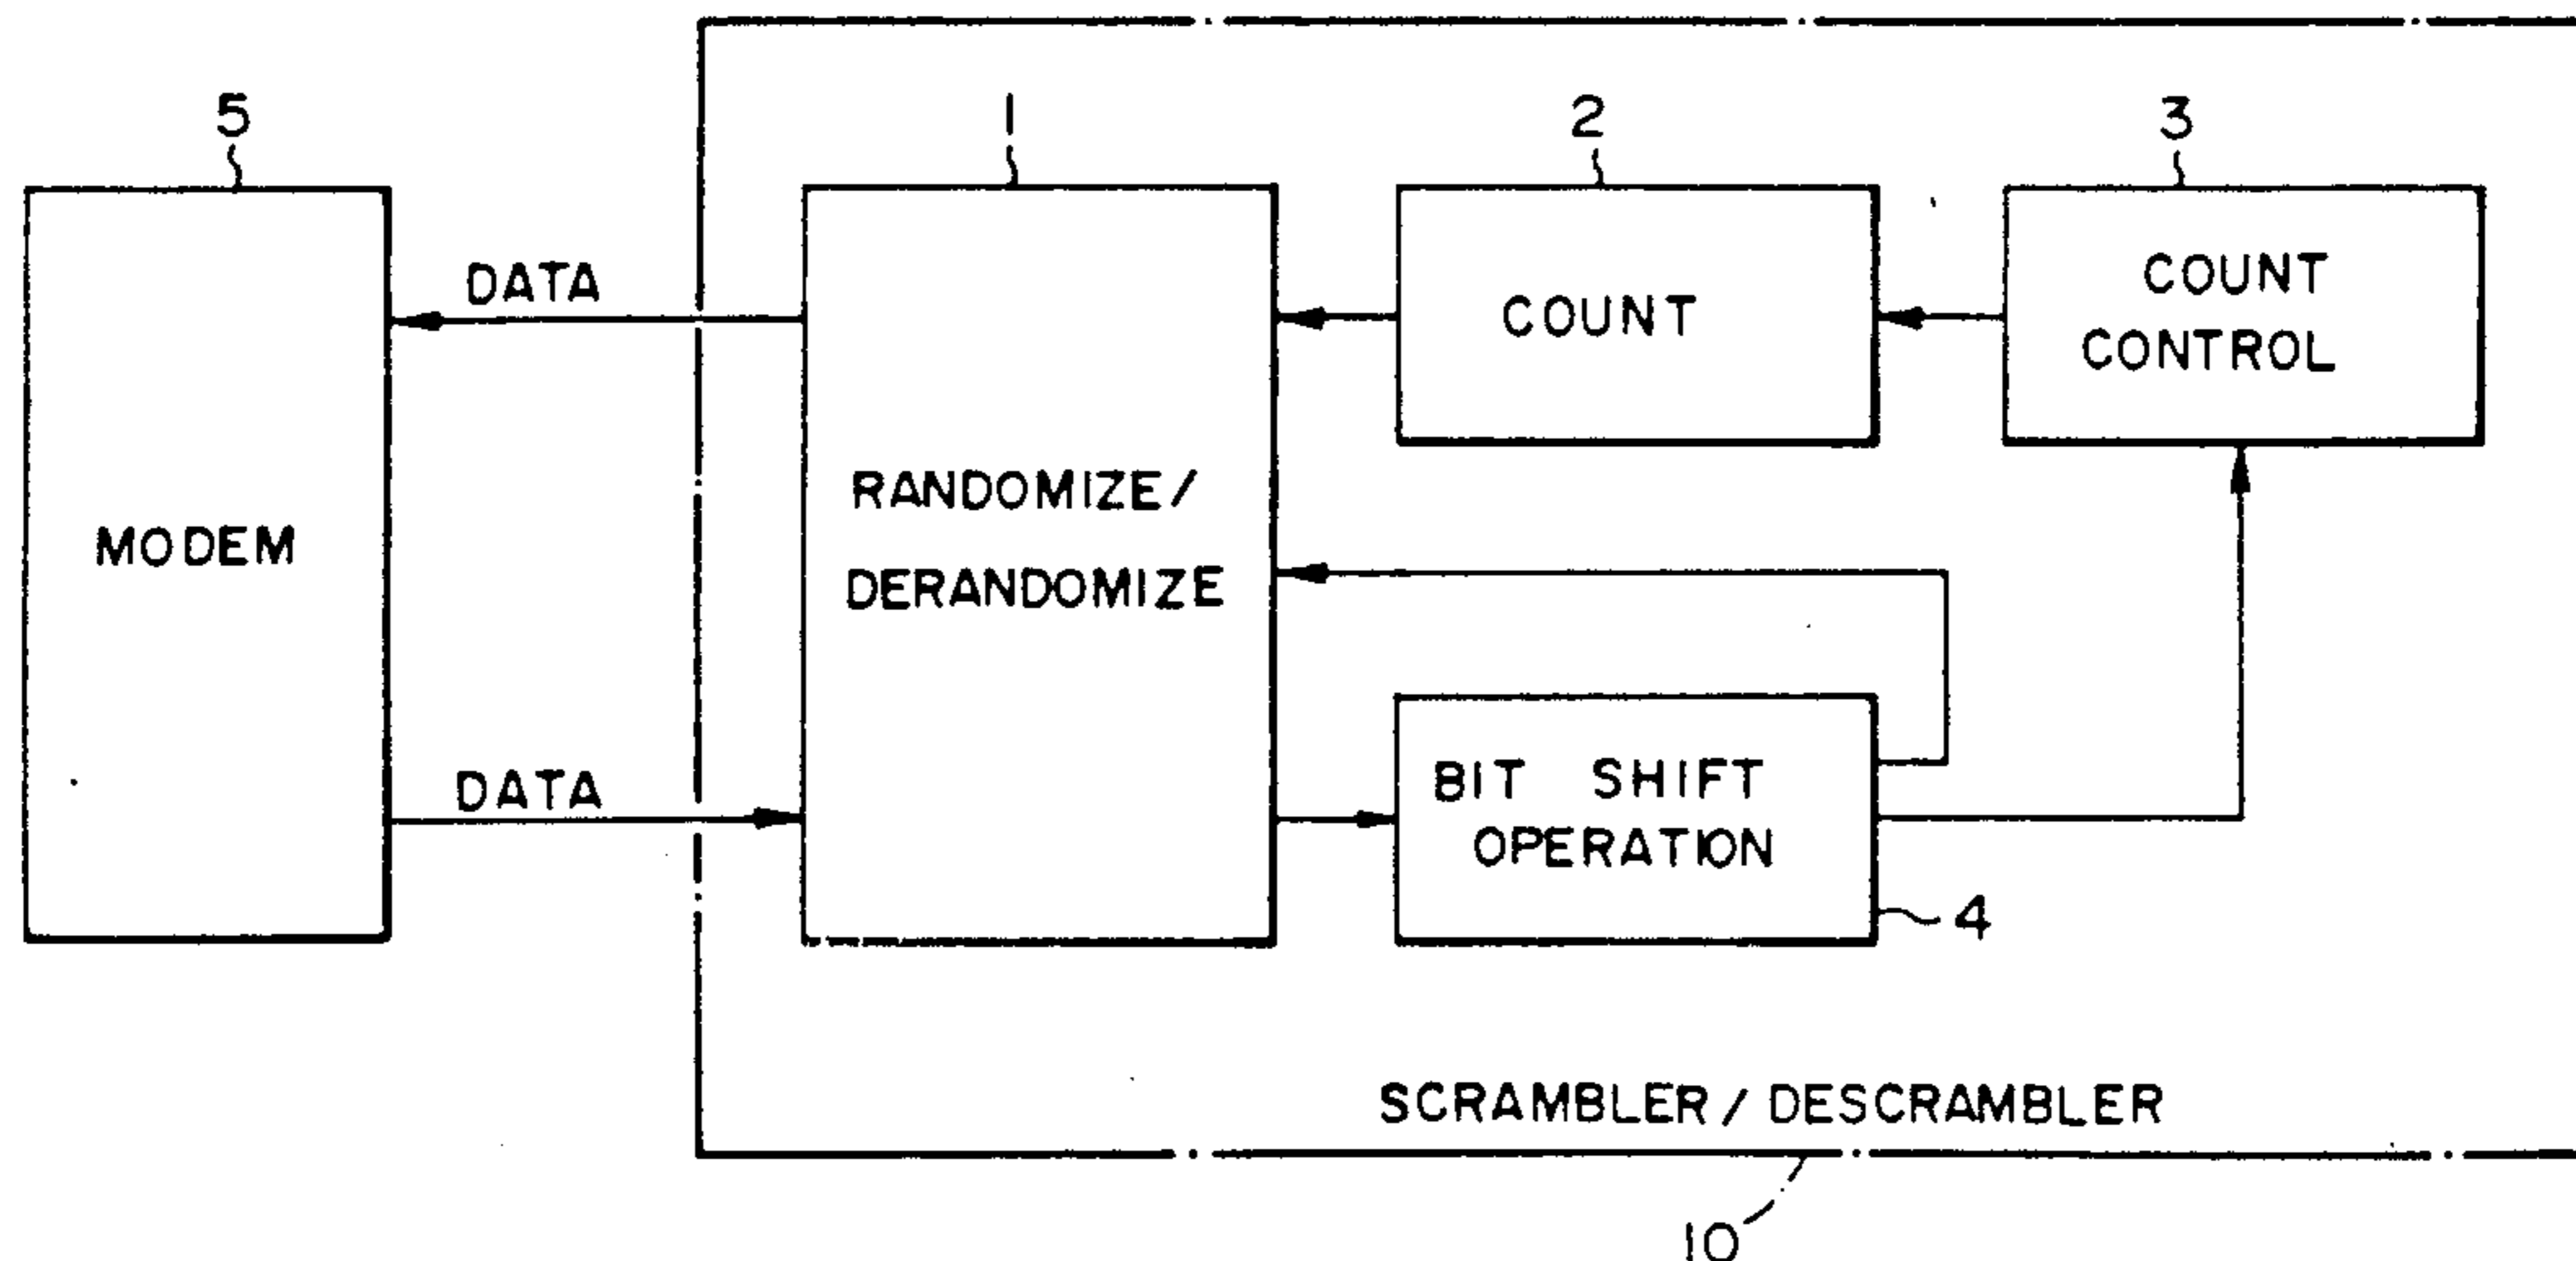 5
1
2
3
DATA
COUNT
COUNT
CONTROL
RANDOMIZE/
DERANDOMIZE
MODEM
DATA
BIT SHIFT
OPERATION
4
SCRAMBLER / DESCRAMBLER
10